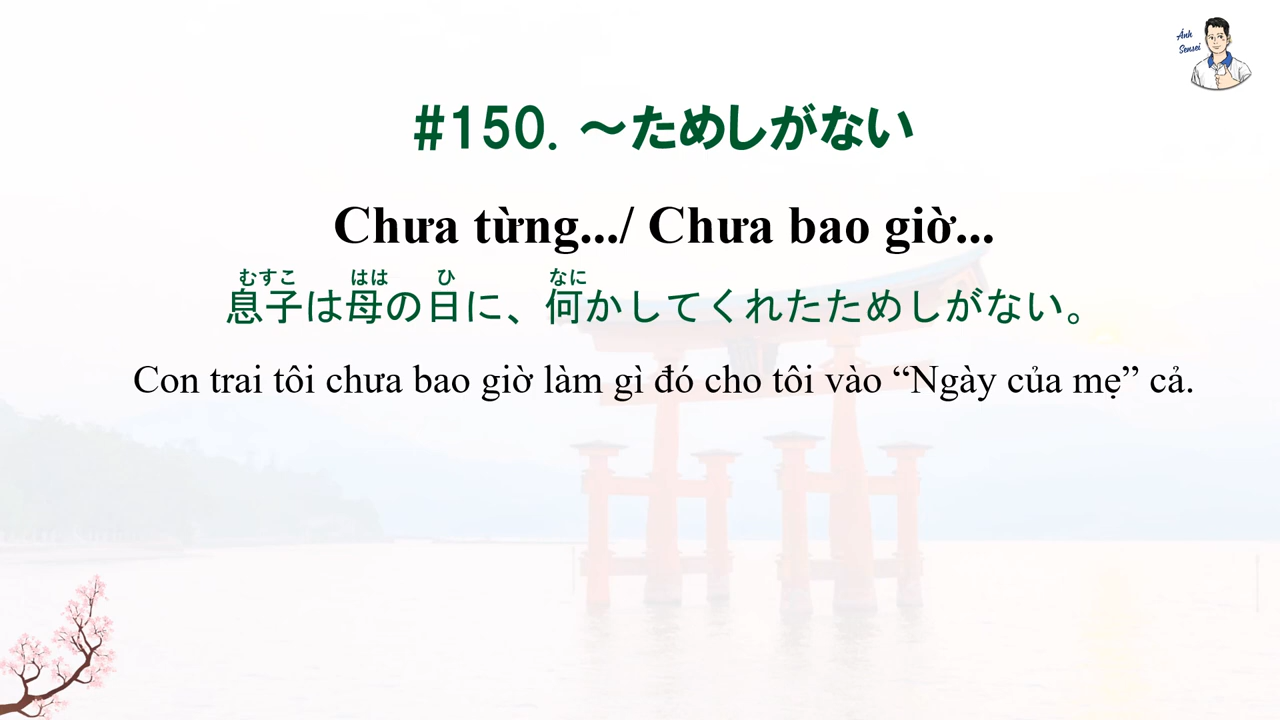 Ánh
Sensei
#150. ～ためしがない
Chưa từng.../ Chưa bao giờ...
むすこ はは ひ なに
息子は母の日に、何かしてくれたためしがない。
Con trai tôi chưa bao giờ làm gì đó cho tôi vào “Ngày của mẹ” cả.